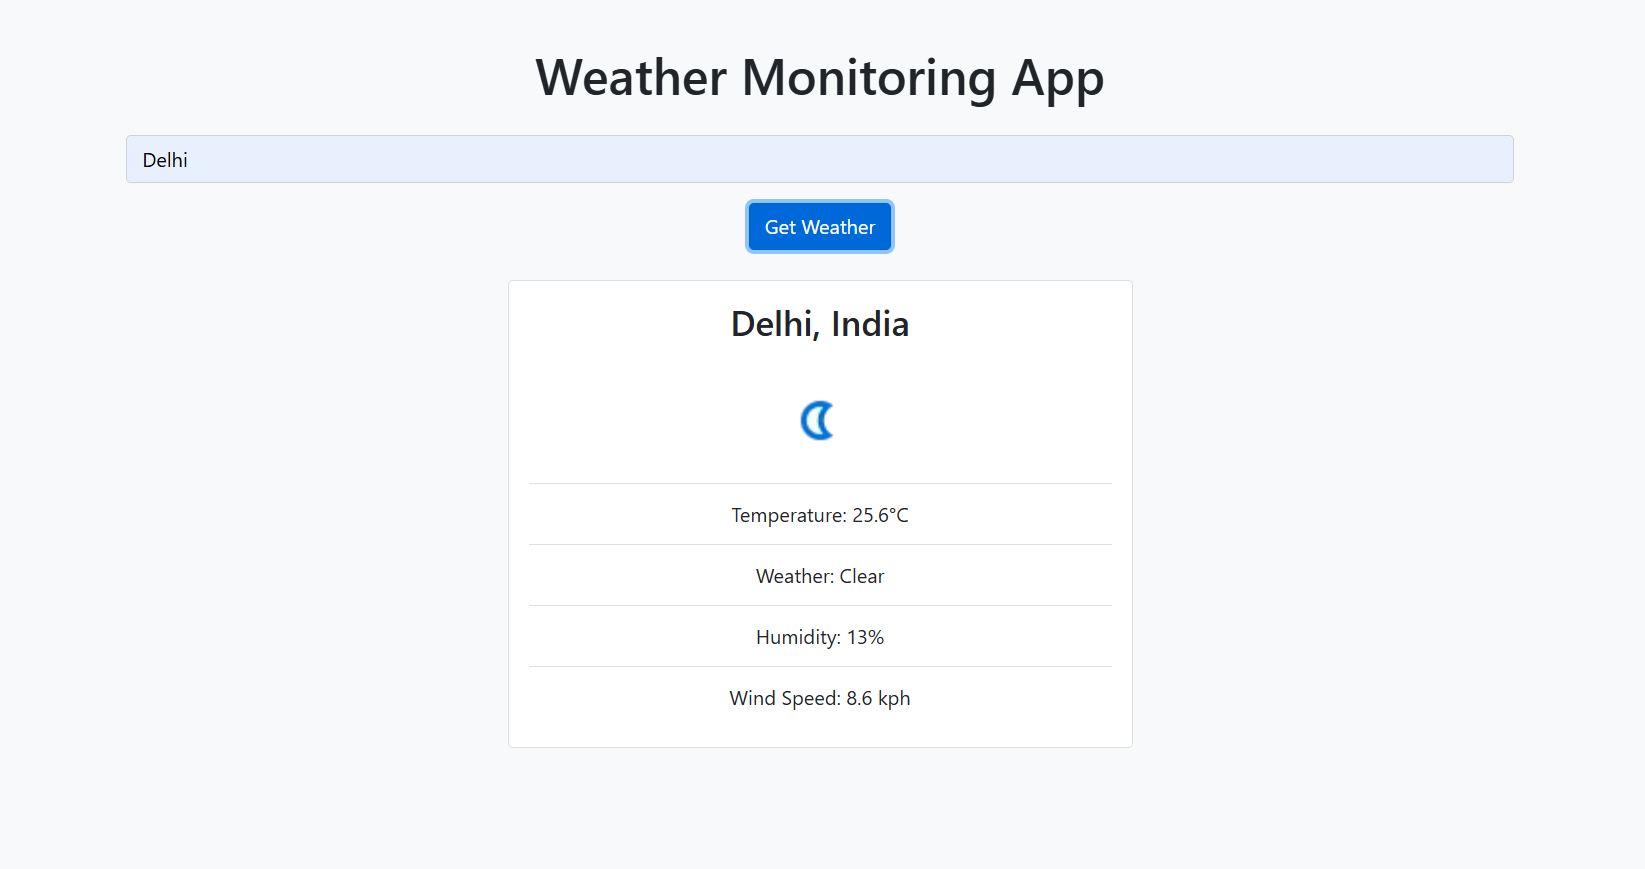 Weather Monitoring App
Delhi
Get Weather
Delhi, India
Temperature: 25.6°C
Weather: Clear
Humidity: 13%
Wind Speed: 8.6 kph